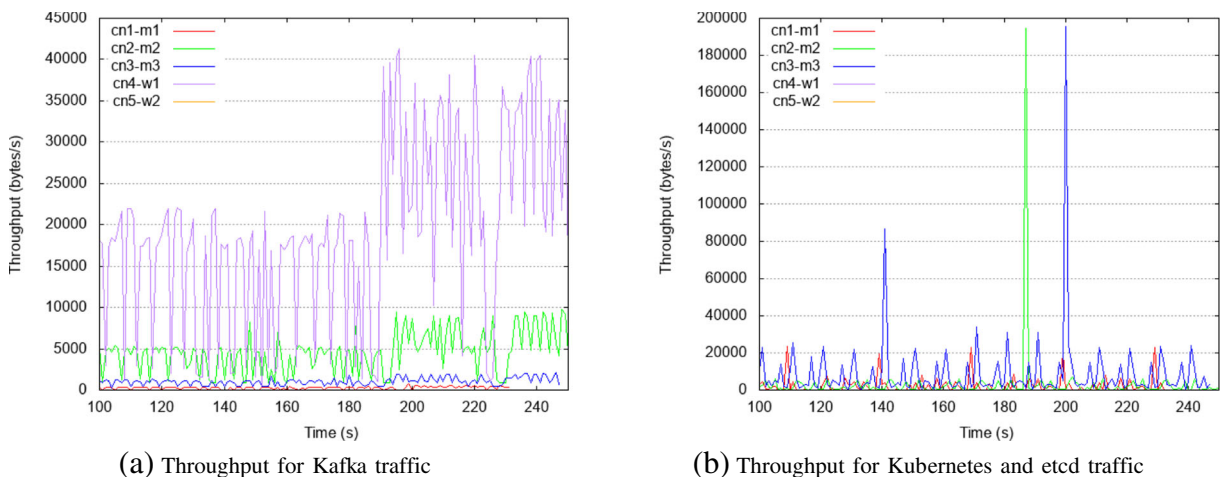 45000
40000
35000
30000
25000
20000
15000
10000
5000
0
Throughput (bytes/s)
cn1-m1
cn2-m2
cn3-m3
cn4-w1
cn5-w2
100 120 140 160 180 200 220 240
Time (s)
(a) Throughput for Kafka traffic
200000
180000
160000
140000
120000
100000
80000
60000
40000
20000
0
Throughput (bytes/s)
cn1-m1
cn2-m2
cn3-m3
cn4-w1
cn5-w2
100 120 140 160 180 200 220 240
Time (s)
(b) Throughput for Kubernetes and etcd traffic